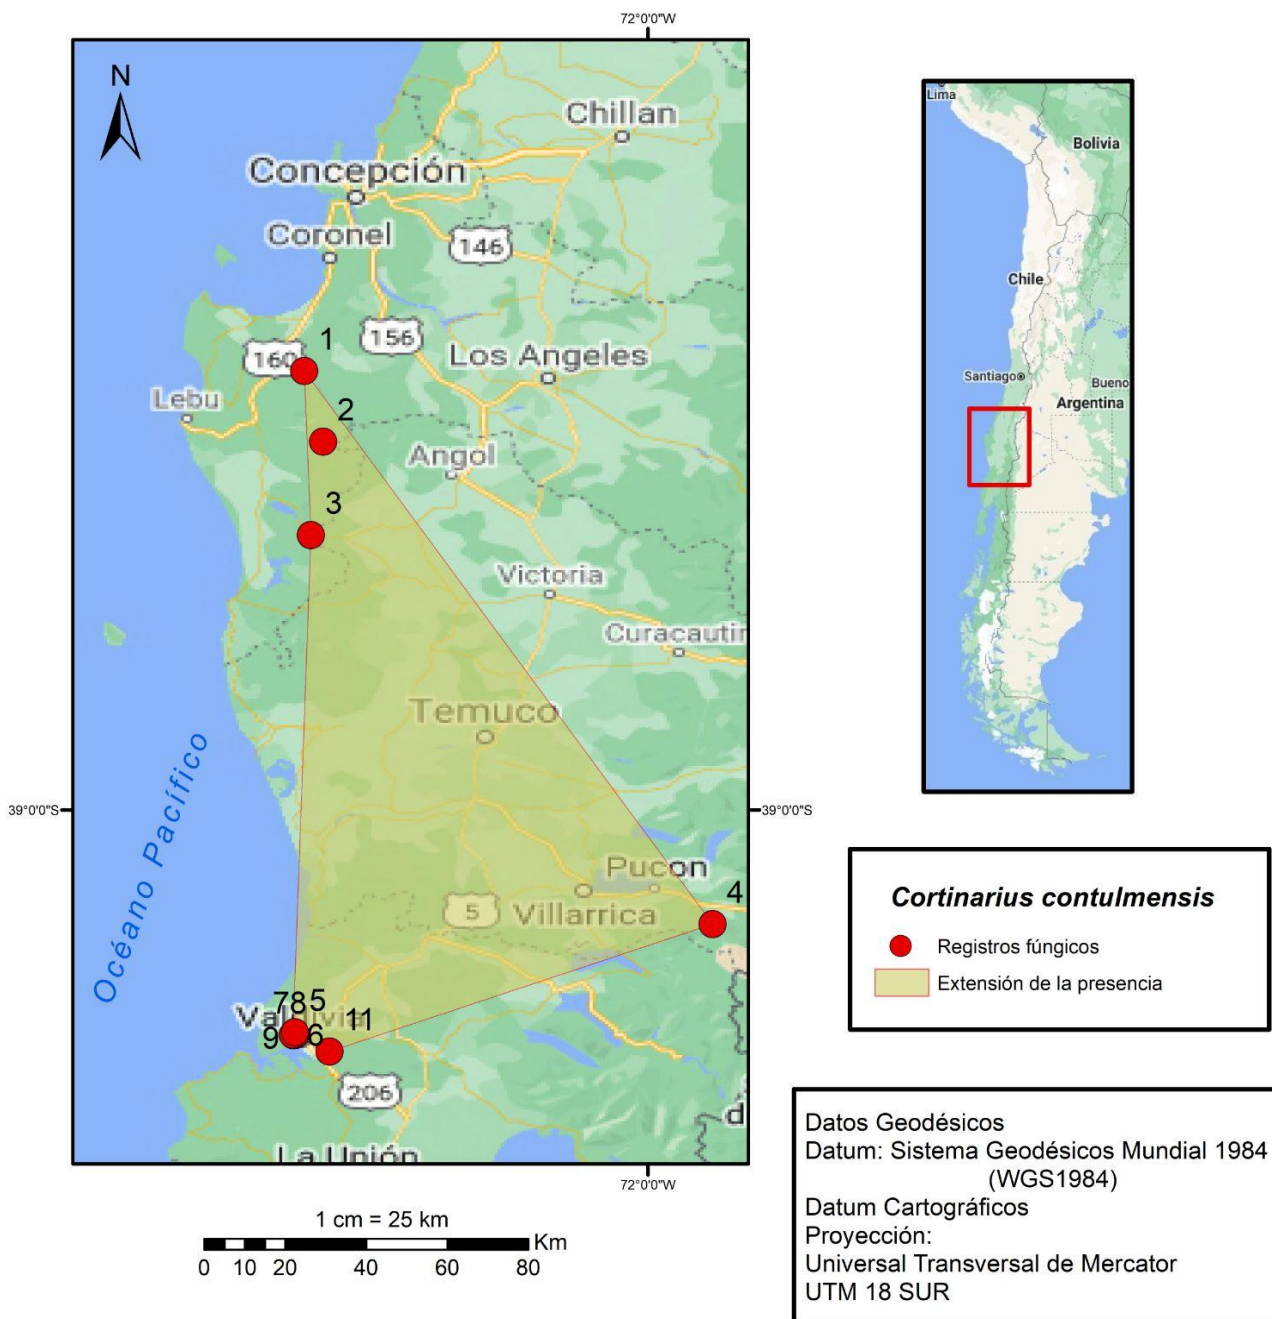 72°0'0"W
N
Chillan
Concepción
Coronel
146
1
156
160
Los Angeles
Lebu
2
Angol
3
Victoria
Curacautin
Temuco
Océano Pacífico
39°0'0"S
39°0'0"S
Pucon
4
5
Villarrica
78 5
Valdivia
9 6 11
206
La Unión
72°0'0"W
1 cm = 25 km
Km
0 10 20 40 60 80
Lima
Bolivia
Chile
Santiago
Bueno
Argentina
Cortinarius contulmensis
Registros fúngicos
Extensión de la presencia
Datos Geodésicos
Datum: Sistema Geodésicos Mundial 1984
(WGS1984)
Datum Cartográficos
Proyección:
Universal Transversal de Mercator
UTM 18 SUR